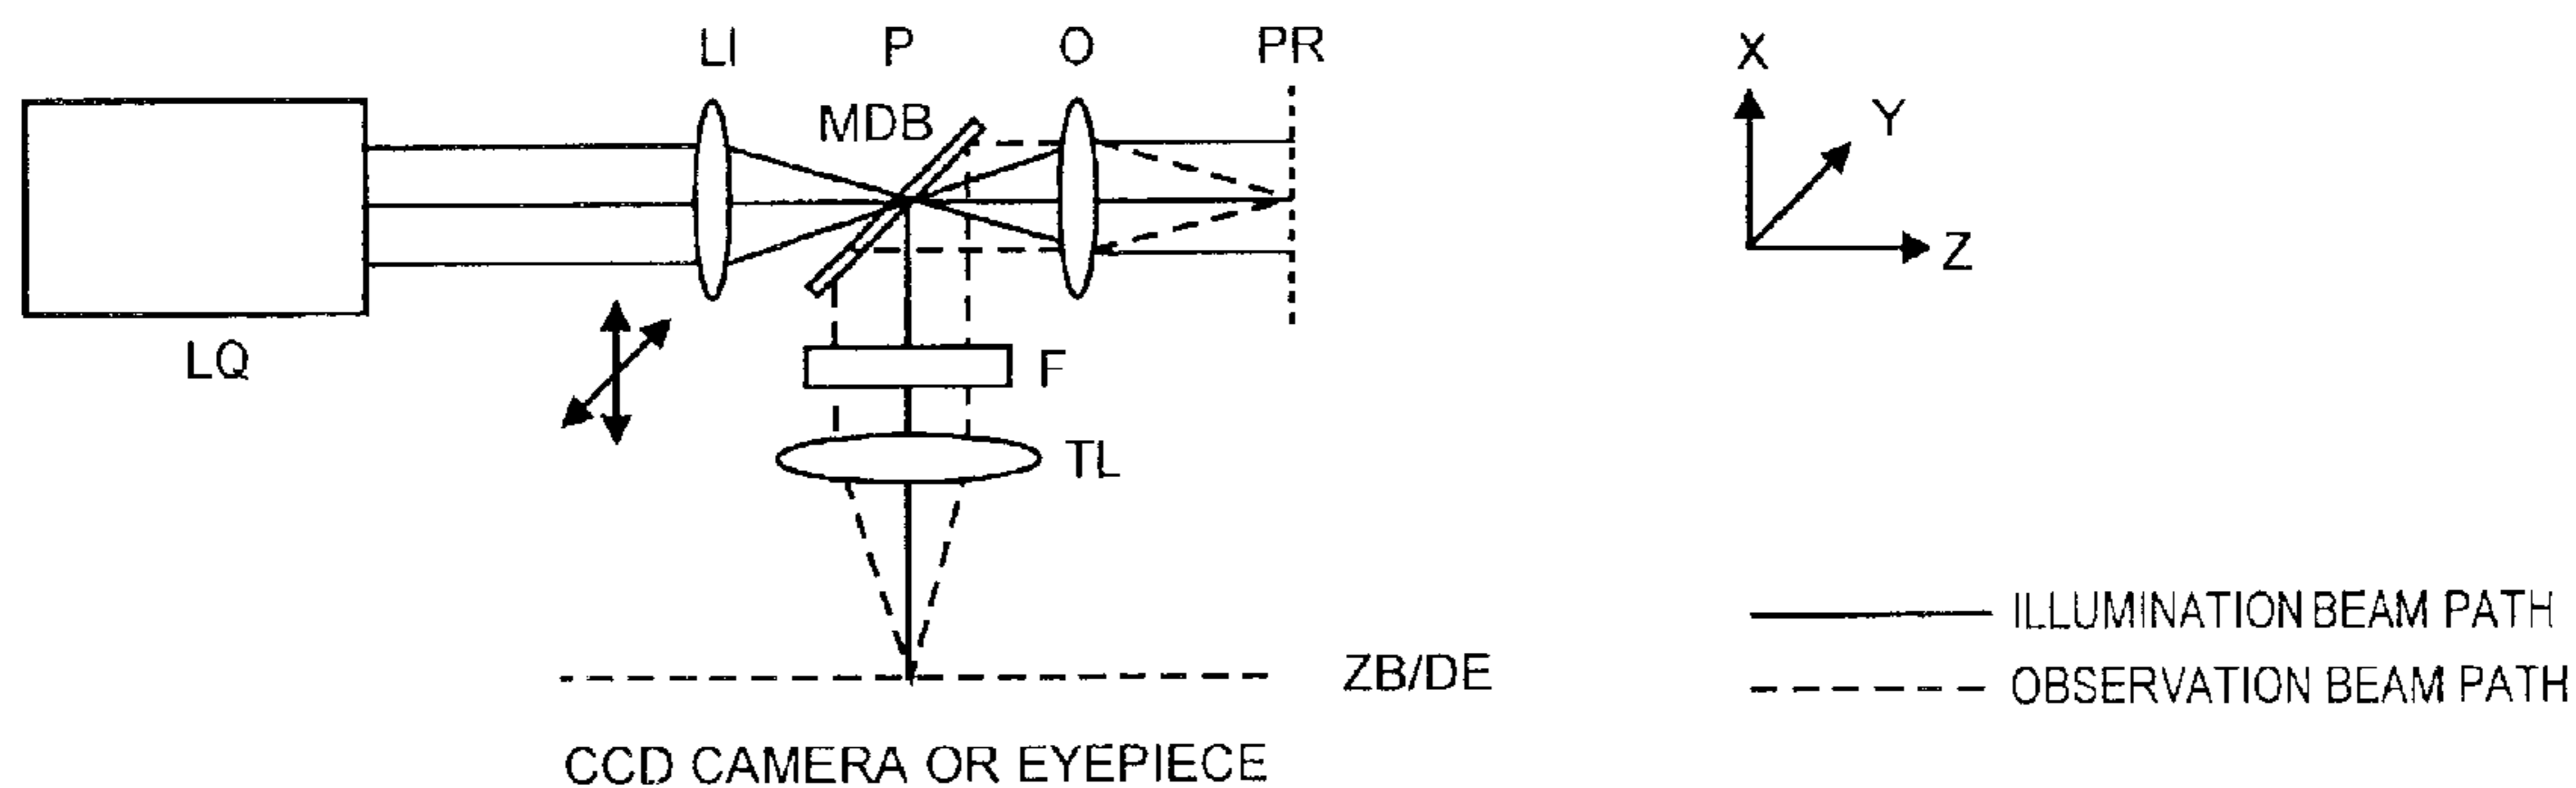 LI
P
O
PR
MDB
LQ
F
TL
ZB/DE
CCD CAMERA OR EYEPIECE
X
Y
Z
ILLUMINATION BEAM PATH
OBSERVATION BEAM PATH